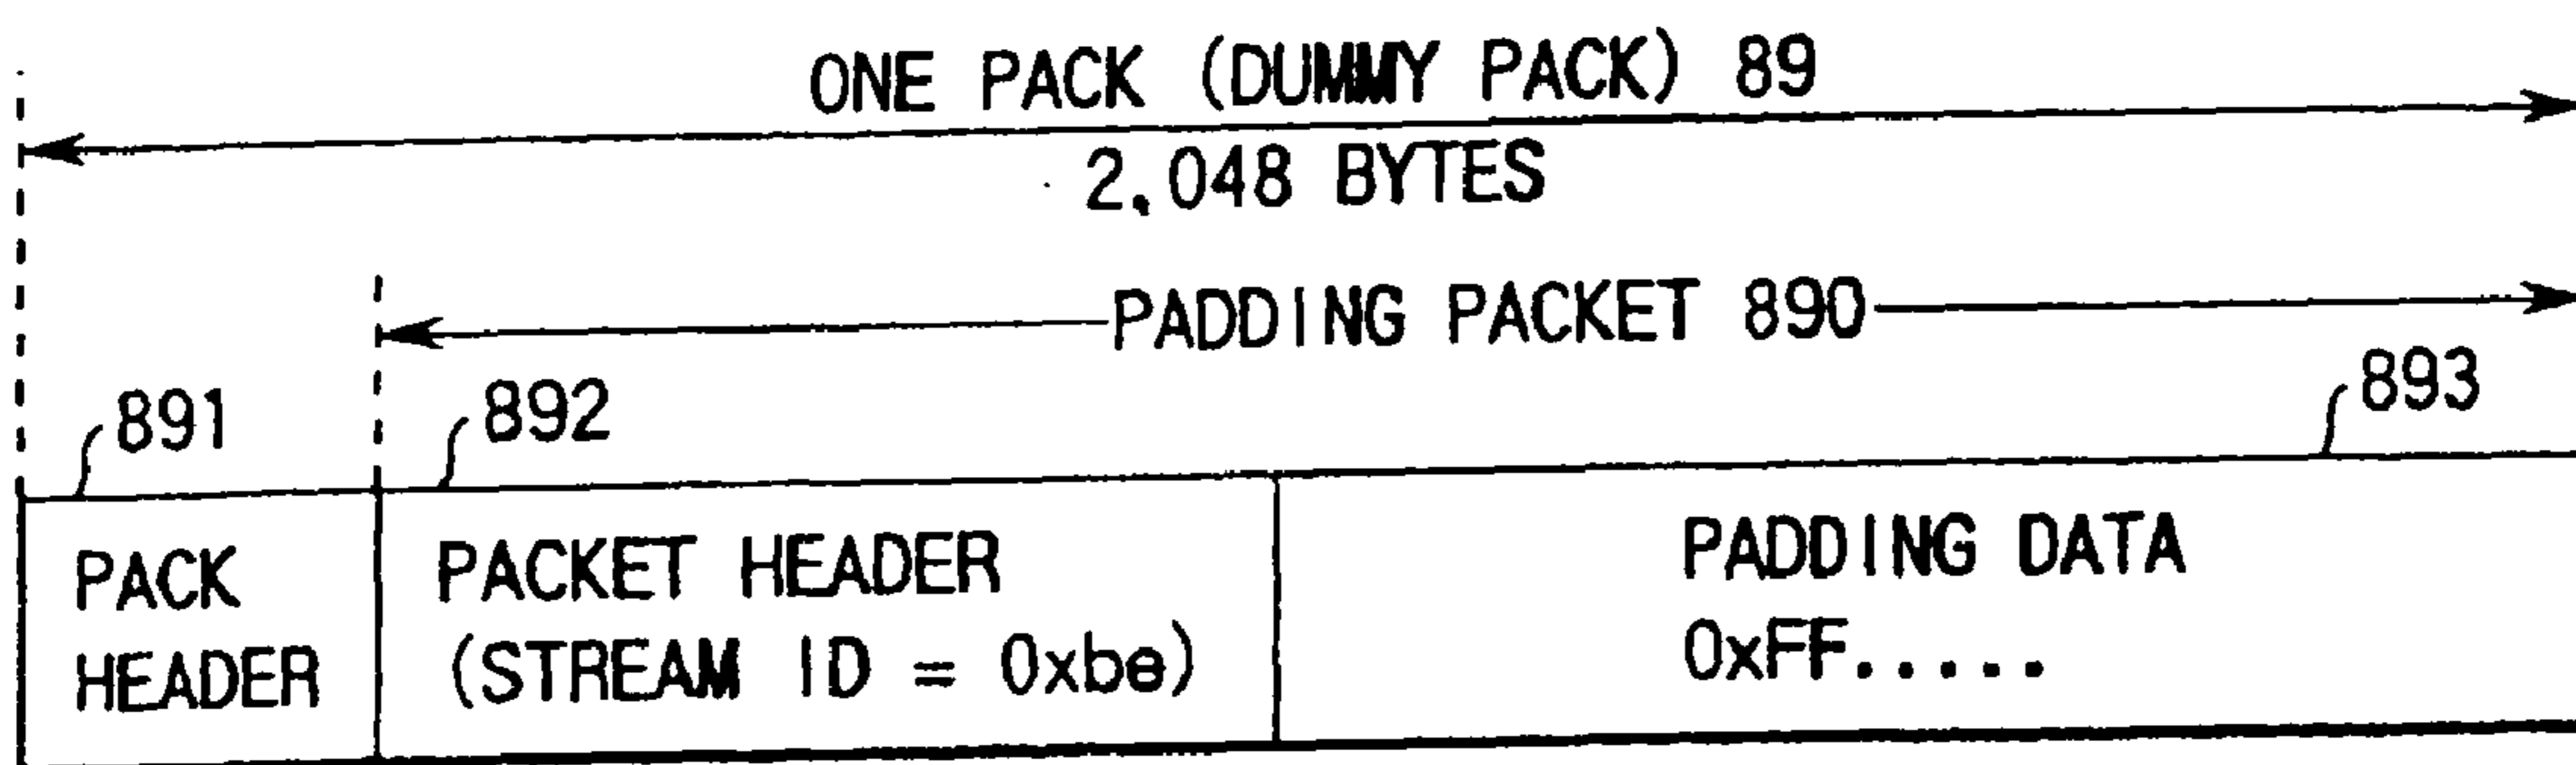 ONE PACK (DUMMY PACK) 89
2,048 BYTES
PADDING PACKET 890
891
892
893
PACK
HEADER
PACKET HEADER
(STREAM ID = 0xbe)
PADDING DATA
0xFF.....